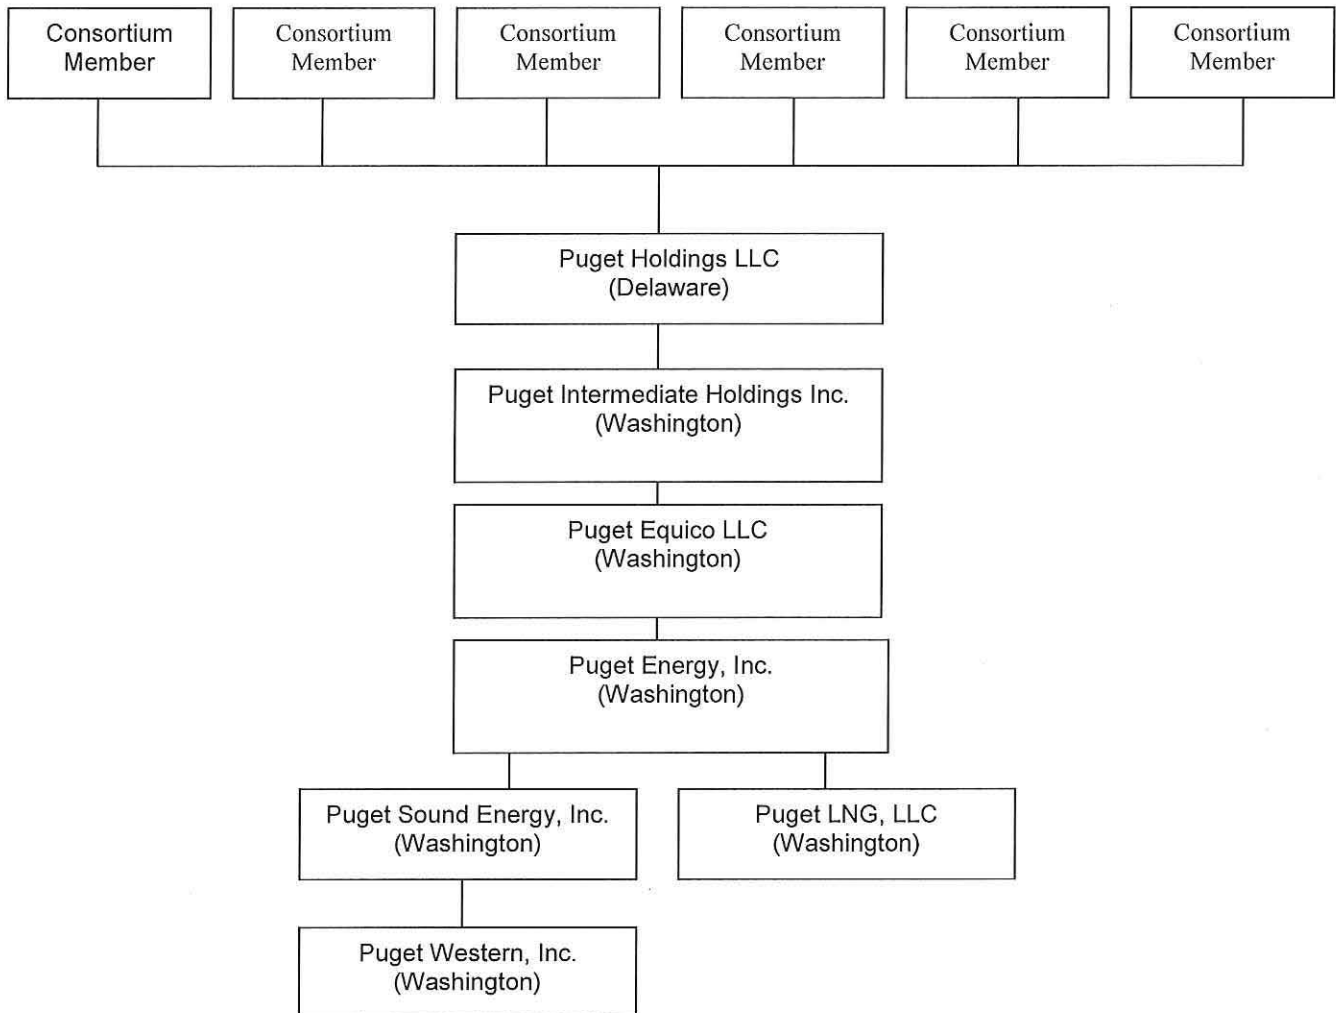 Consortium
Member
Consortium
Member
Consortium
Member
Consortium
Member
Consortium
Member
Consortium
Member
Puget Holdings LLC
(Delaware)
Puget Intermediate Holdings Inc.
(Washington)
Puget Equico LLC
(Washington)
Puget Energy, Inc.
(Washington)
Puget Sound Energy, Inc.
(Washington)
Puget LNG, LLC
(Washington)
Puget Western, Inc.
(Washington)